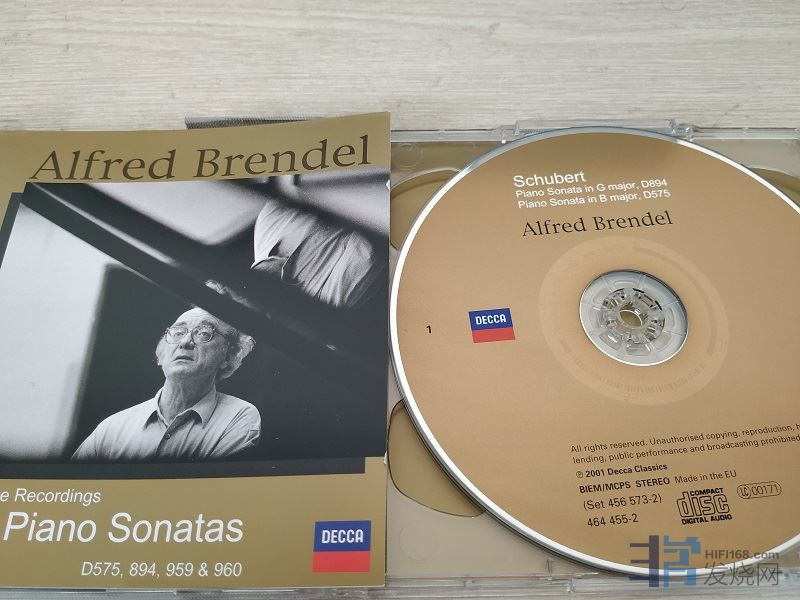 Alfred Brendel
e Recordings
Piano Sonatas
D575, 894, 959 & 960
DECCA
Schubert
Piano Sonata in G major, D894
Piano Sonata in B major, D575
Alfred Brendel
1
DECCA
All rights reserved. Unauthorised copying, reproduction, h
lending, public performance and broadcasting prohibited
℗ 2001 Decca Classics
BIEM/MCPS STEREO Made in the EU
(Set 456 573-2)
464 455-2
COMPACT
disc
DIGITAL AUDIO
LC 00171
HIFI168.com
发烧网